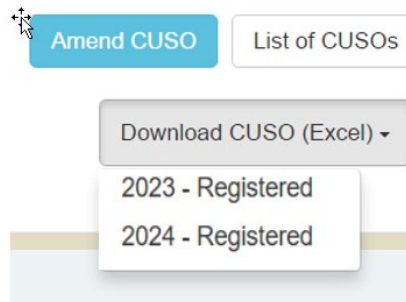 Amend CUSO
List of CUSOs
Download CUSO (Excel)
2023 - Registered
2024 - Registered